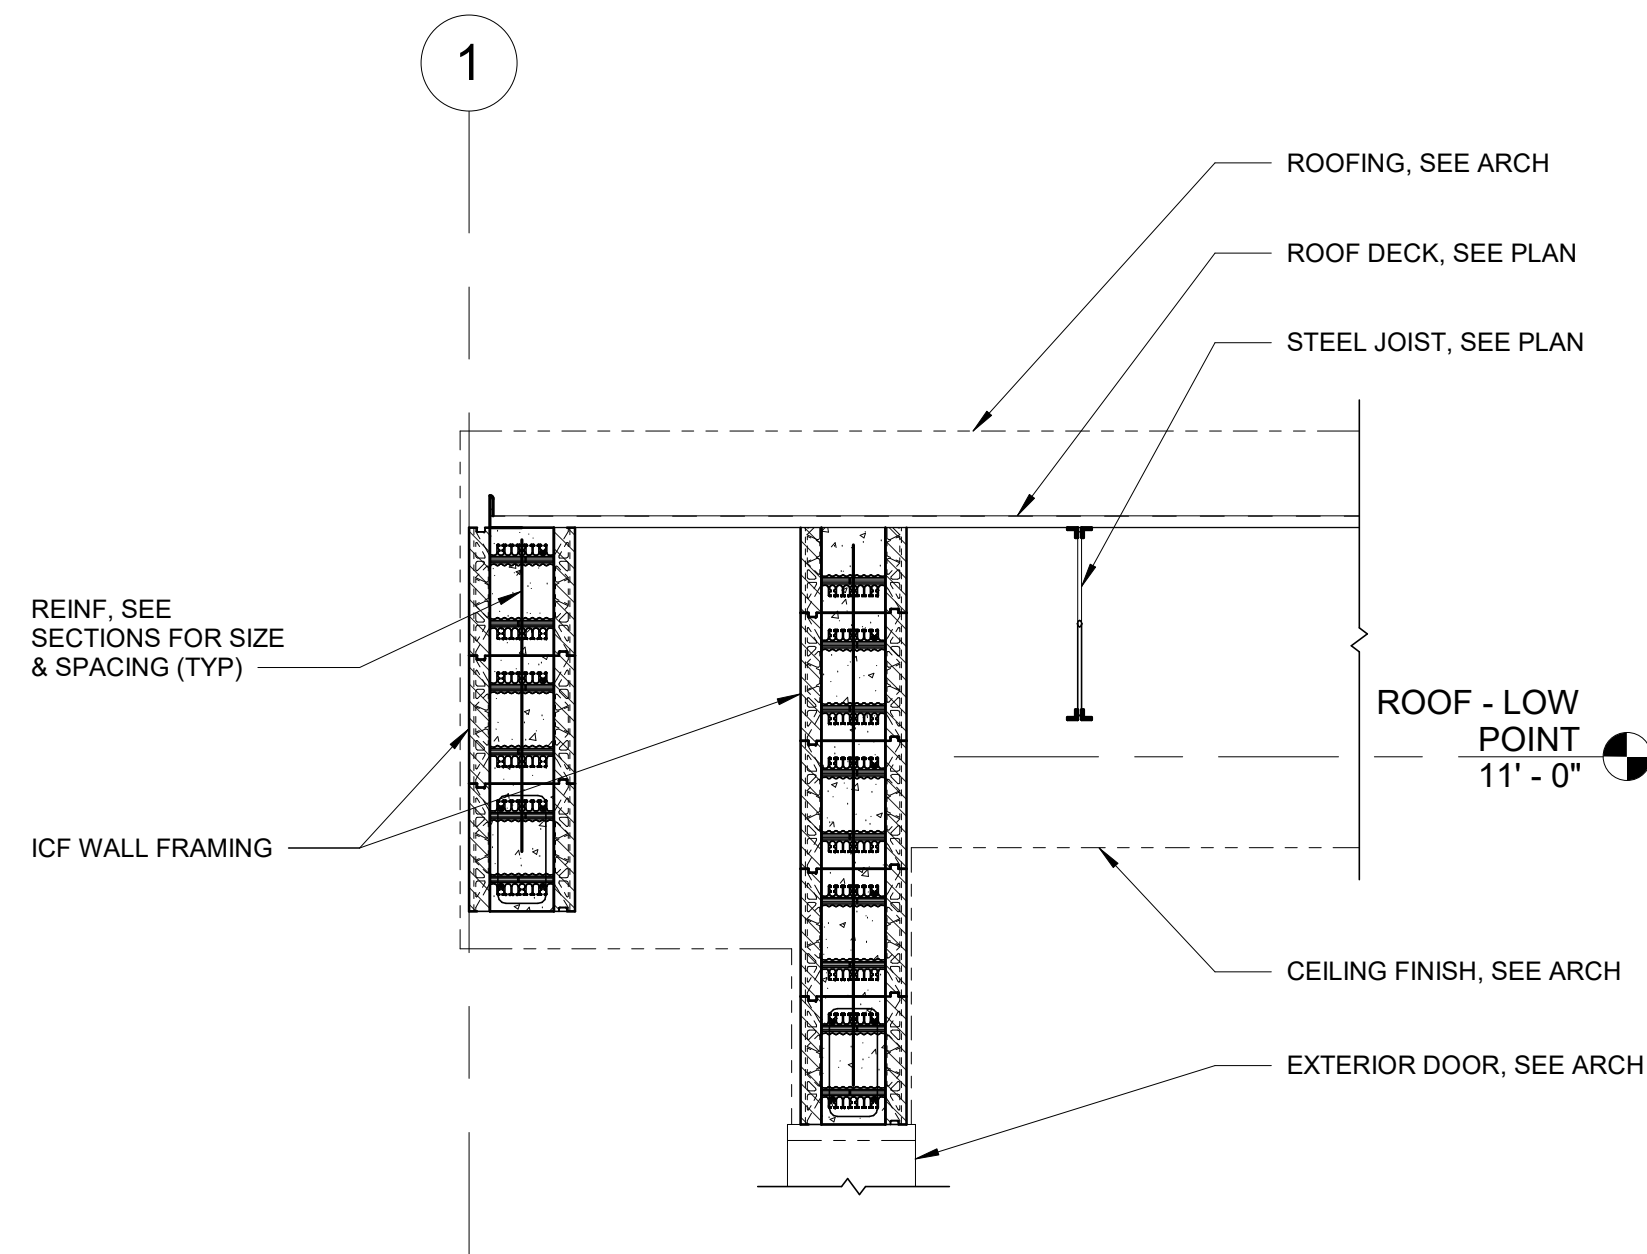 1
ROOFING, SEE ARCH
ROOF DECK, SEE PLAN
STEEL JOIST, SEE PLAN
REINF, SEE
SECTIONS FOR SIZE
& SPACING (TYP)
ROOF - LOW
POINT
11' - 0"
ICF WALL FRAMING
CEILING FINISH, SEE ARCH
EXTERIOR DOOR, SEE ARCH